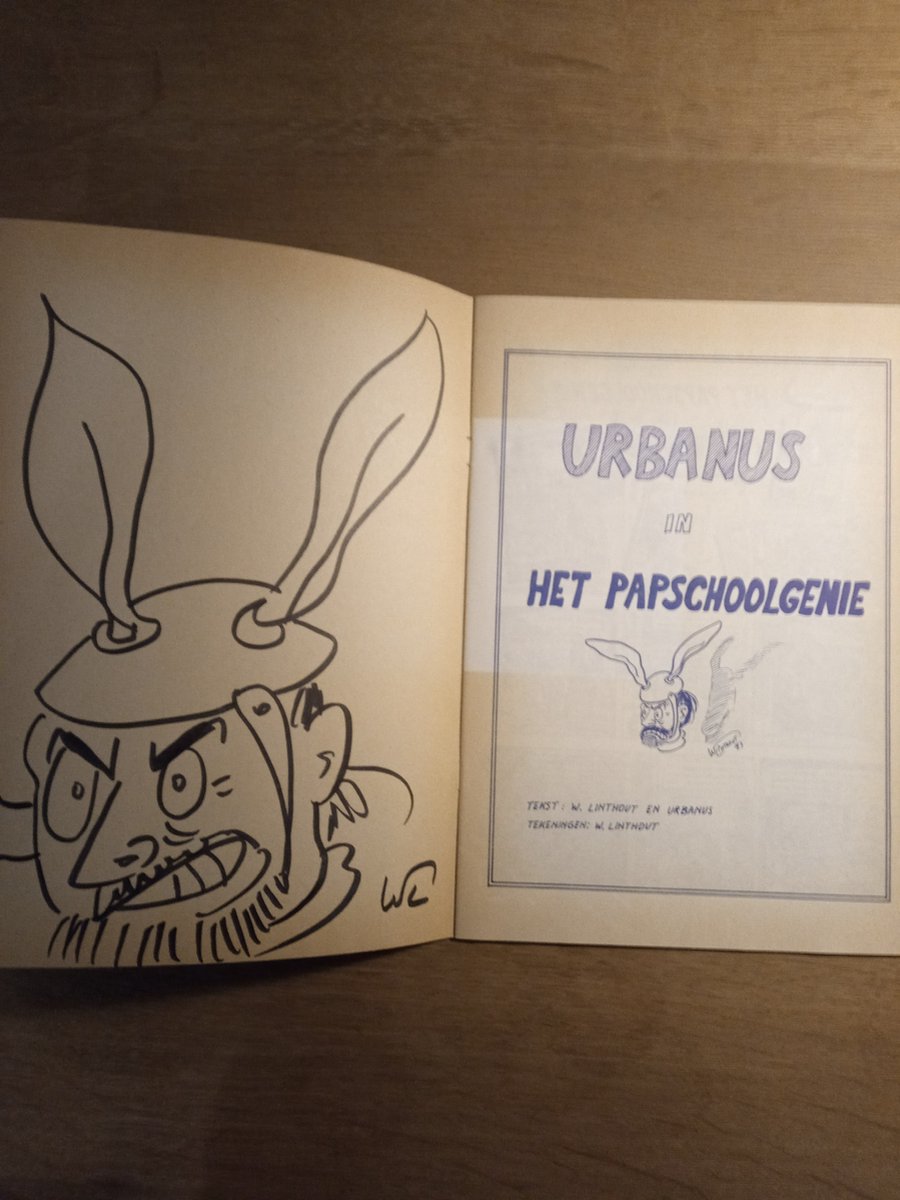 WL
URBANUS
IN
HET PAPSCHOOLGENIE
TEKST: W. LINTHOUT EN URBANUS
TEKENINGEN: W. LINTHOUT